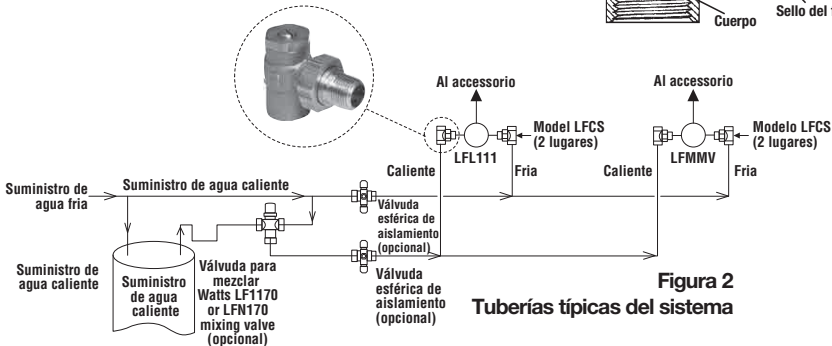 Cuerpo
Sello del
Al accessorio
Al accessorio
Model LFCS
(2 lugares)
Modelo LFCS
(2 lugares)
LFL111
LFMMV
Caliente
Fria
Caliente
Fria
Suministro de
agua fria
Suministro de agua caliente
Válvuda
esférica de
aislamiento
(opcional)
Suministro de
agua caliente
Suministro
de agua
caliente
Válvuda para
mezclar
Watts LF1170
or LFN170
mixing valve
(opcional)
Válvuda
esférica de
aislamiento
(opcional)
Figura 2
Tuberías típicas del sistema